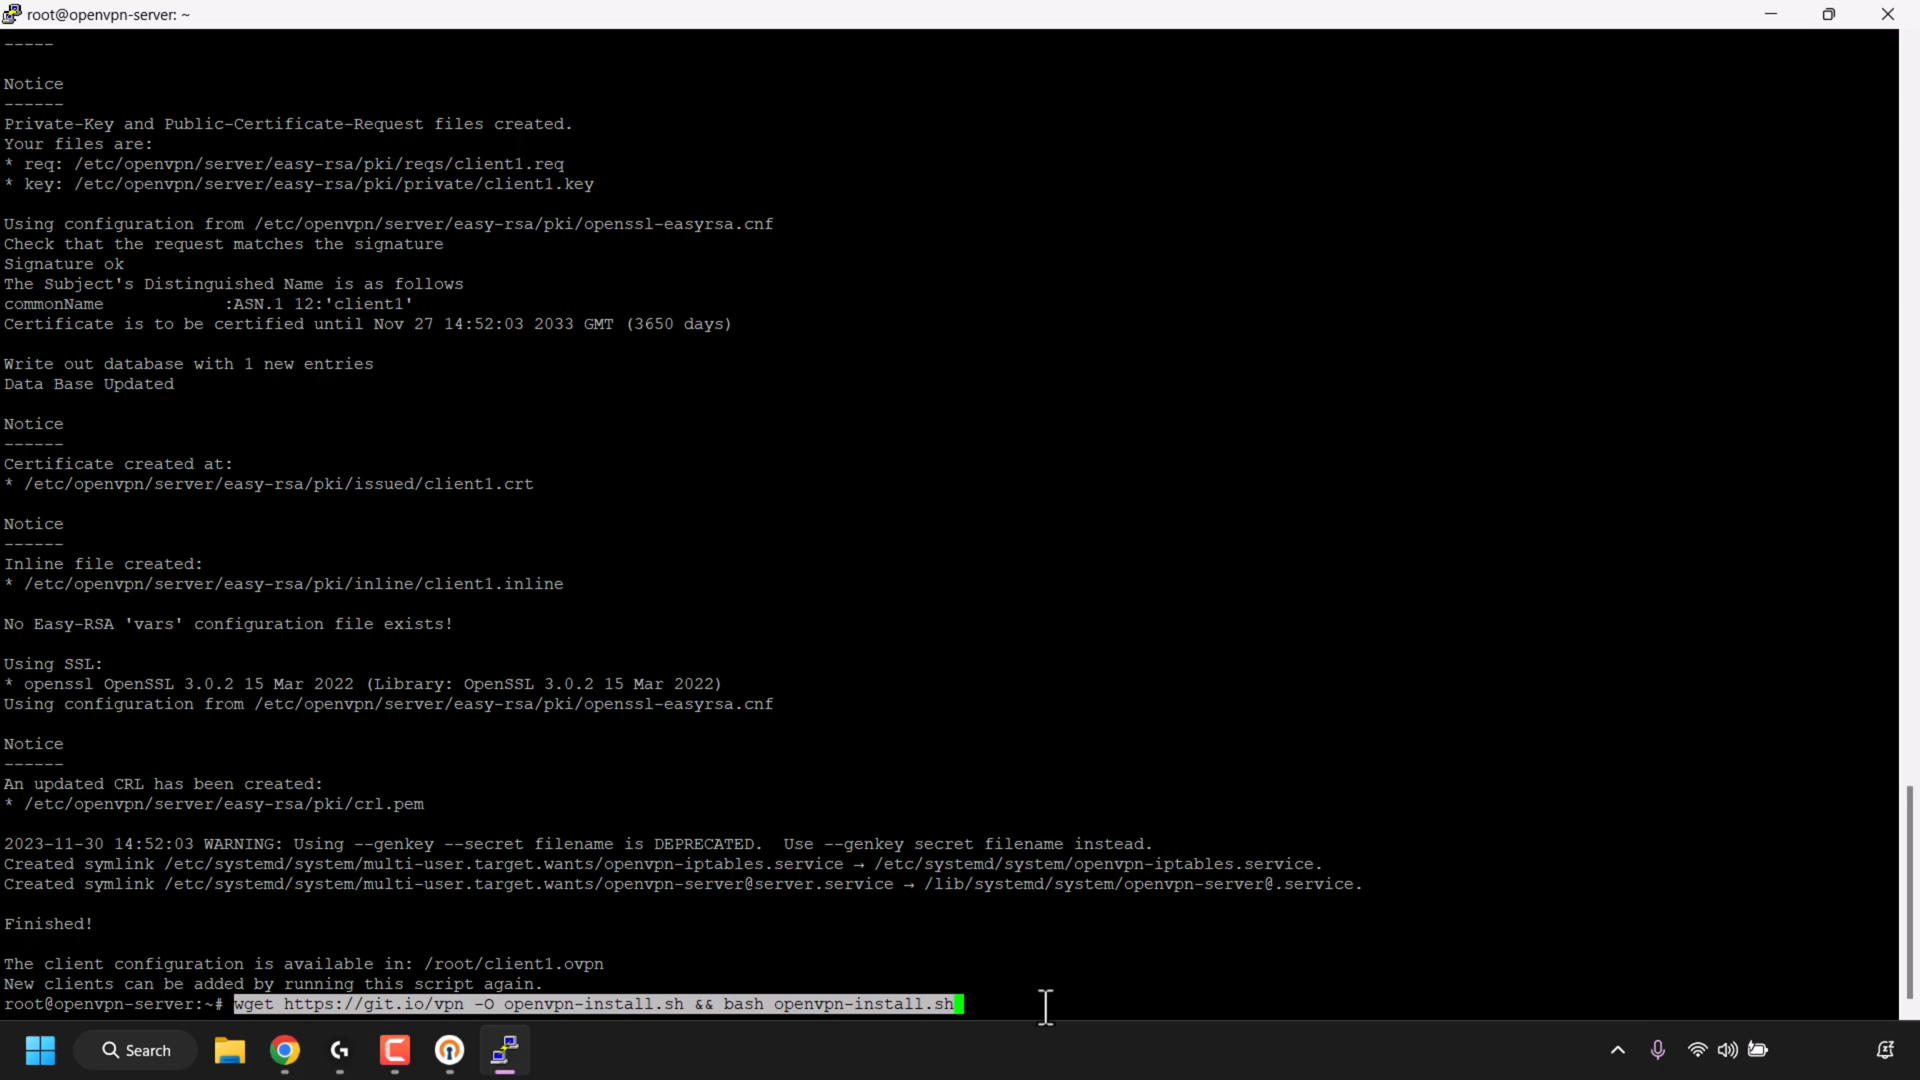 root@openvpn-server: ~
-----
Notice
------
Private-Key and Public-Certificate-Request files created.
Your files are:
* req: /etc/openvpn/server/easy-rsa/pki/reqs/client1.req
* key: /etc/openvpn/server/easy-rsa/pki/private/client1.key
Using configuration from /etc/openvpn/server/easy-rsa/pki/openssl-easyrsa.cnf
Check that the request matches the signature
Signature ok
The Subject's Distinguished Name is as follows
commonName            :ASN.1 12:'client1'
Certificate is to be certified until Nov 27 14:52:03 2033 GMT (3650 days)
Write out database with 1 new entries
Data Base Updated
Notice
------
Certificate created at:
* /etc/openvpn/server/easy-rsa/pki/issued/client1.crt
Notice
------
Inline file created:
* /etc/openvpn/server/easy-rsa/pki/inline/client1.inline
No Easy-RSA 'vars' configuration file exists!
Using SSL:
* openssl OpenSSL 3.0.2 15 Mar 2022 (Library: OpenSSL 3.0.2 15 Mar 2022)
Using configuration from /etc/openvpn/server/easy-rsa/pki/openssl-easyrsa.cnf
Notice
------
An updated CRL has been created:
* /etc/openvpn/server/easy-rsa/pki/crl.pem
2023-11-30 14:52:03 WARNING: Using --genkey --secret filename is DEPRECATED.  Use --genkey secret filename instead.
Created symlink /etc/systemd/system/multi-user.target.wants/openvpn-iptables.service → /etc/systemd/system/openvpn-iptables.service.
Created symlink /etc/systemd/system/multi-user.target.wants/openvpn-server@server.service → /lib/systemd/system/openvpn-server@.service.
Finished!
The client configuration is available in: /root/client1.ovpn
New clients can be added by running this script again.
root@openvpn-server:~# wget https://git.io/vpn -O openvpn-install.sh && bash openvpn-install.sh
Search